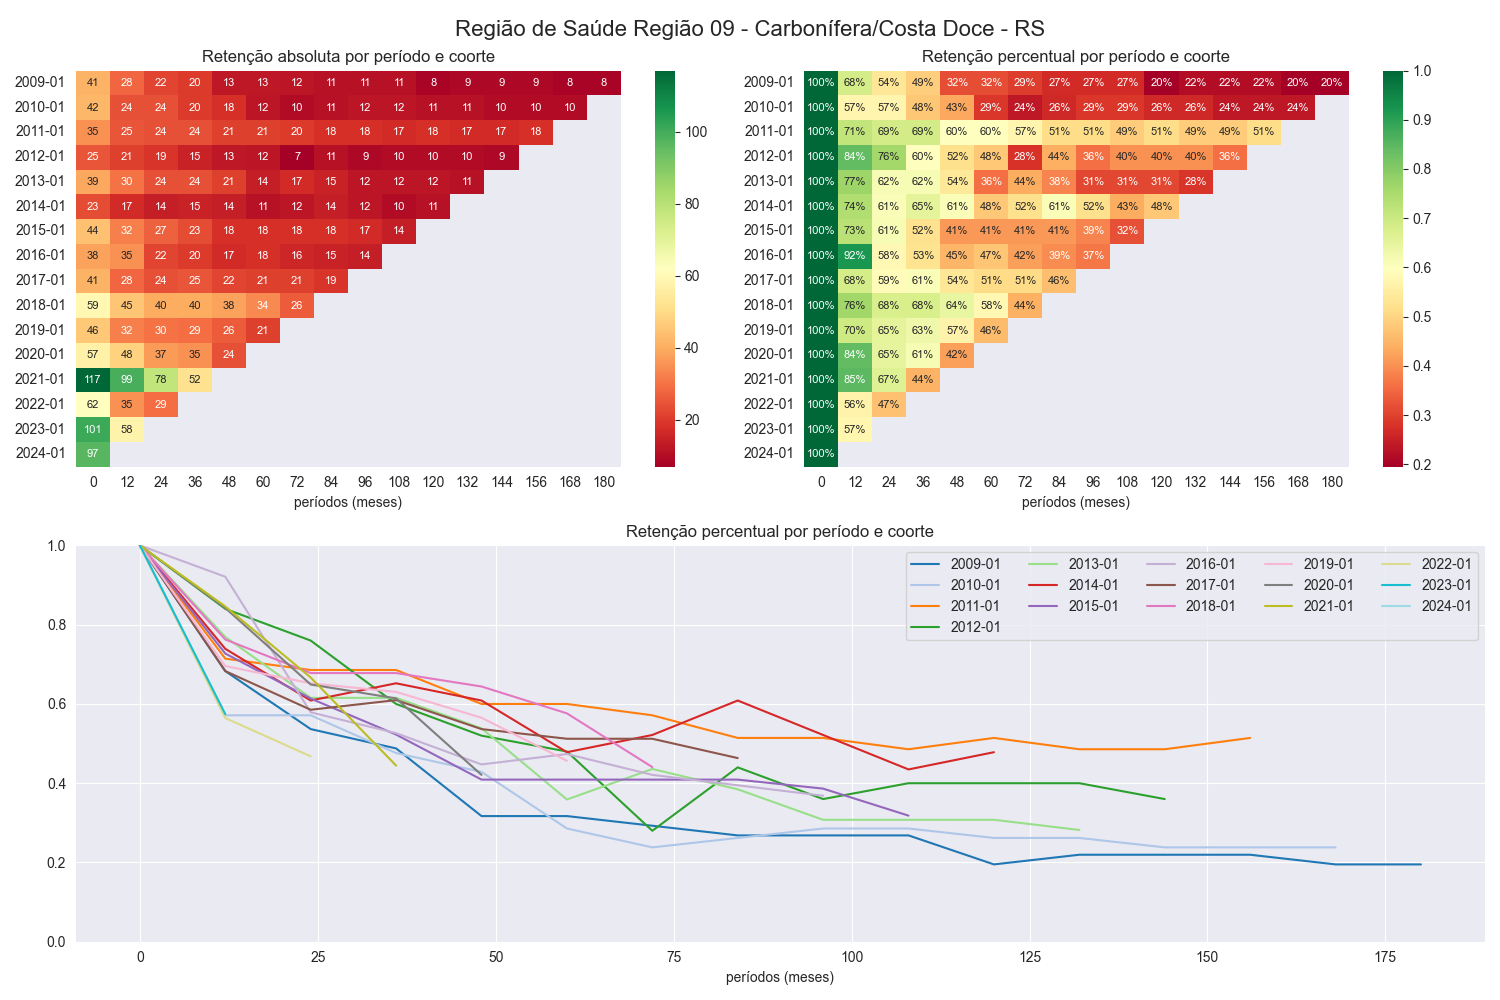 Região de Saúde Região 09 - Carbonífera/Costa Doce - RS
Retenção absoluta por período e coorte
2009-01 41 28 22 20 13 13 12 11 11 11 8 9 9 9 8 8
2010-01 42 24 24 20 18 12 10 11 12 12 11 11 10 10 10
2011-01 35 25 24 24 21 21 20 18 18 17 18 17 17 18
2012-01 25 21 19 15 13 12 7 11 9 10 10 10 9
2013-01 39 30 24 24 21 14 17 15 12 12 12 11
2014-01 23 17 14 15 14 11 12 14 12 10 11
2015-01 44 32 27 23 18 18 18 18 17 14
2016-01 38 35 22 20 17 18 16 15 14
2017-01 41 28 24 25 22 21 21 19
2018-01 59 45 40 40 38 34 26
2019-01 46 32 30 29 26 21
2020-01 57 48 37 35 24
2021-01 117 99 78 52
2022-01 62 35 29
2023-01 101 58
2024-01 97
0 12 24 36 48 60 72 84 96 108 120 132 144 156 168 180
períodos (meses)
100
80
60
40
20
Retenção percentual por período e coorte
2009-01 100% 68% 54% 49% 32% 32% 29% 27% 27% 27% 20% 22% 22% 22% 20% 20%
2010-01 100% 57% 57% 48% 43% 29% 24% 26% 29% 29% 26% 26% 24% 24% 24%
2011-01 100% 71% 69% 69% 60% 60% 57% 51% 51% 49% 51% 49% 49% 51%
2012-01 100% 84% 76% 60% 52% 48% 28% 44% 36% 40% 40% 40% 36%
2013-01 100% 77% 62% 62% 54% 36% 44% 38% 31% 31% 31% 28%
2014-01 100% 74% 61% 65% 61% 48% 52% 61% 52% 43% 48%
2015-01 100% 73% 61% 52% 41% 41% 41% 41% 39% 32%
2016-01 100% 92% 58% 53% 45% 47% 42% 39% 37%
2017-01 100% 68% 59% 61% 54% 51% 51% 46%
2018-01 100% 76% 68% 68% 64% 58% 44%
2019-01 100% 70% 65% 63% 57% 46%
2020-01 100% 84% 65% 61% 42%
2021-01 100% 85% 67% 44%
2022-01 100% 56% 47%
2023-01 100% 57%
2024-01 100%
0 12 24 36 48 60 72 84 96 108 120 132 144 156 168 180
períodos (meses)
1.0
0.9
0.8
0.7
0.6
0.5
0.4
0.3
0.2
Retenção percentual por período e coorte
1.0
0.8
0.6
0.4
0.2
0.0
2009-01 2013-01 2016-01 2019-01 2022-01
2010-01 2014-01 2017-01 2020-01 2023-01
2011-01 2015-01 2018-01 2021-01 2024-01
2012-01
0 25 50 75 100 125 150 175
períodos (meses)